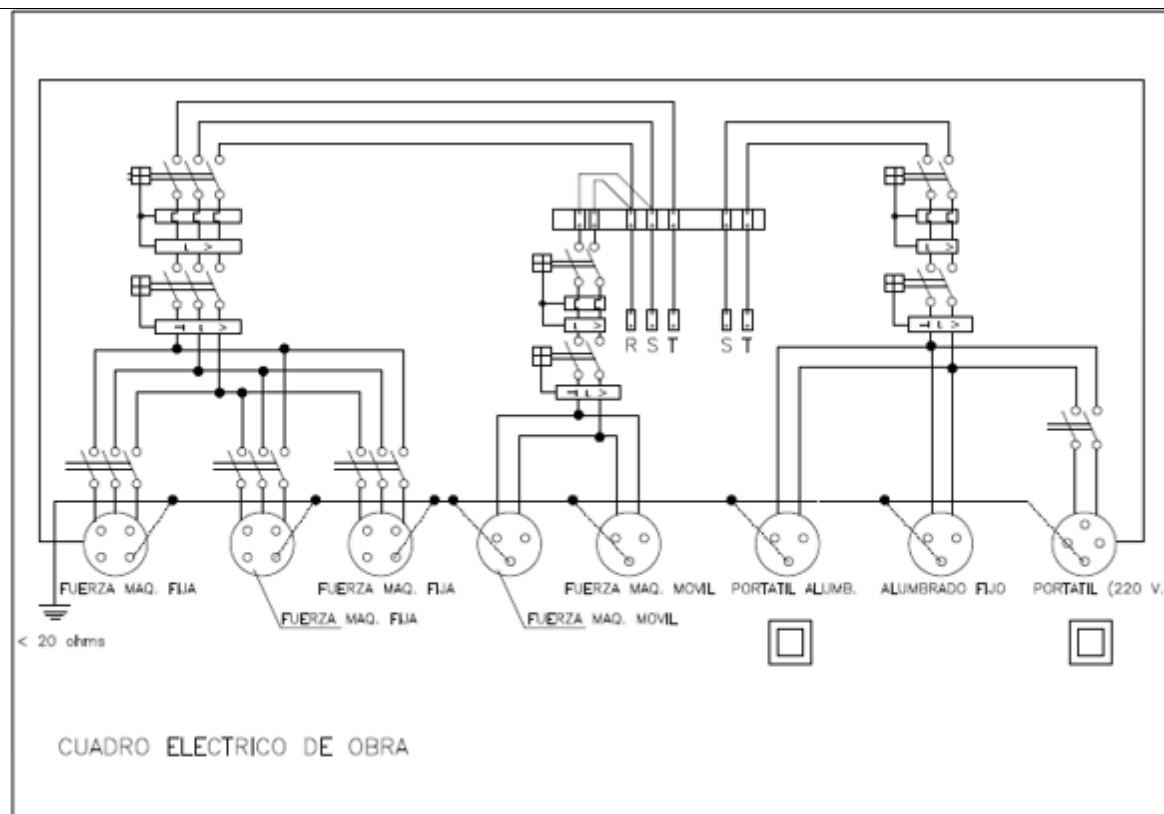 R S T S T
FUERZA MAQ. FIJA FUERZA MAQ. FIJA FUERZA MAQ. MOVIL PORTATIL ALUMB. ALUMBRADO FIJO PORTATIL (220 V.
FUERZA MAQ. FIJA FUERZA MAQ. MOVIL
< 20 ohms
CUADRO ELECTRICO DE OBRA